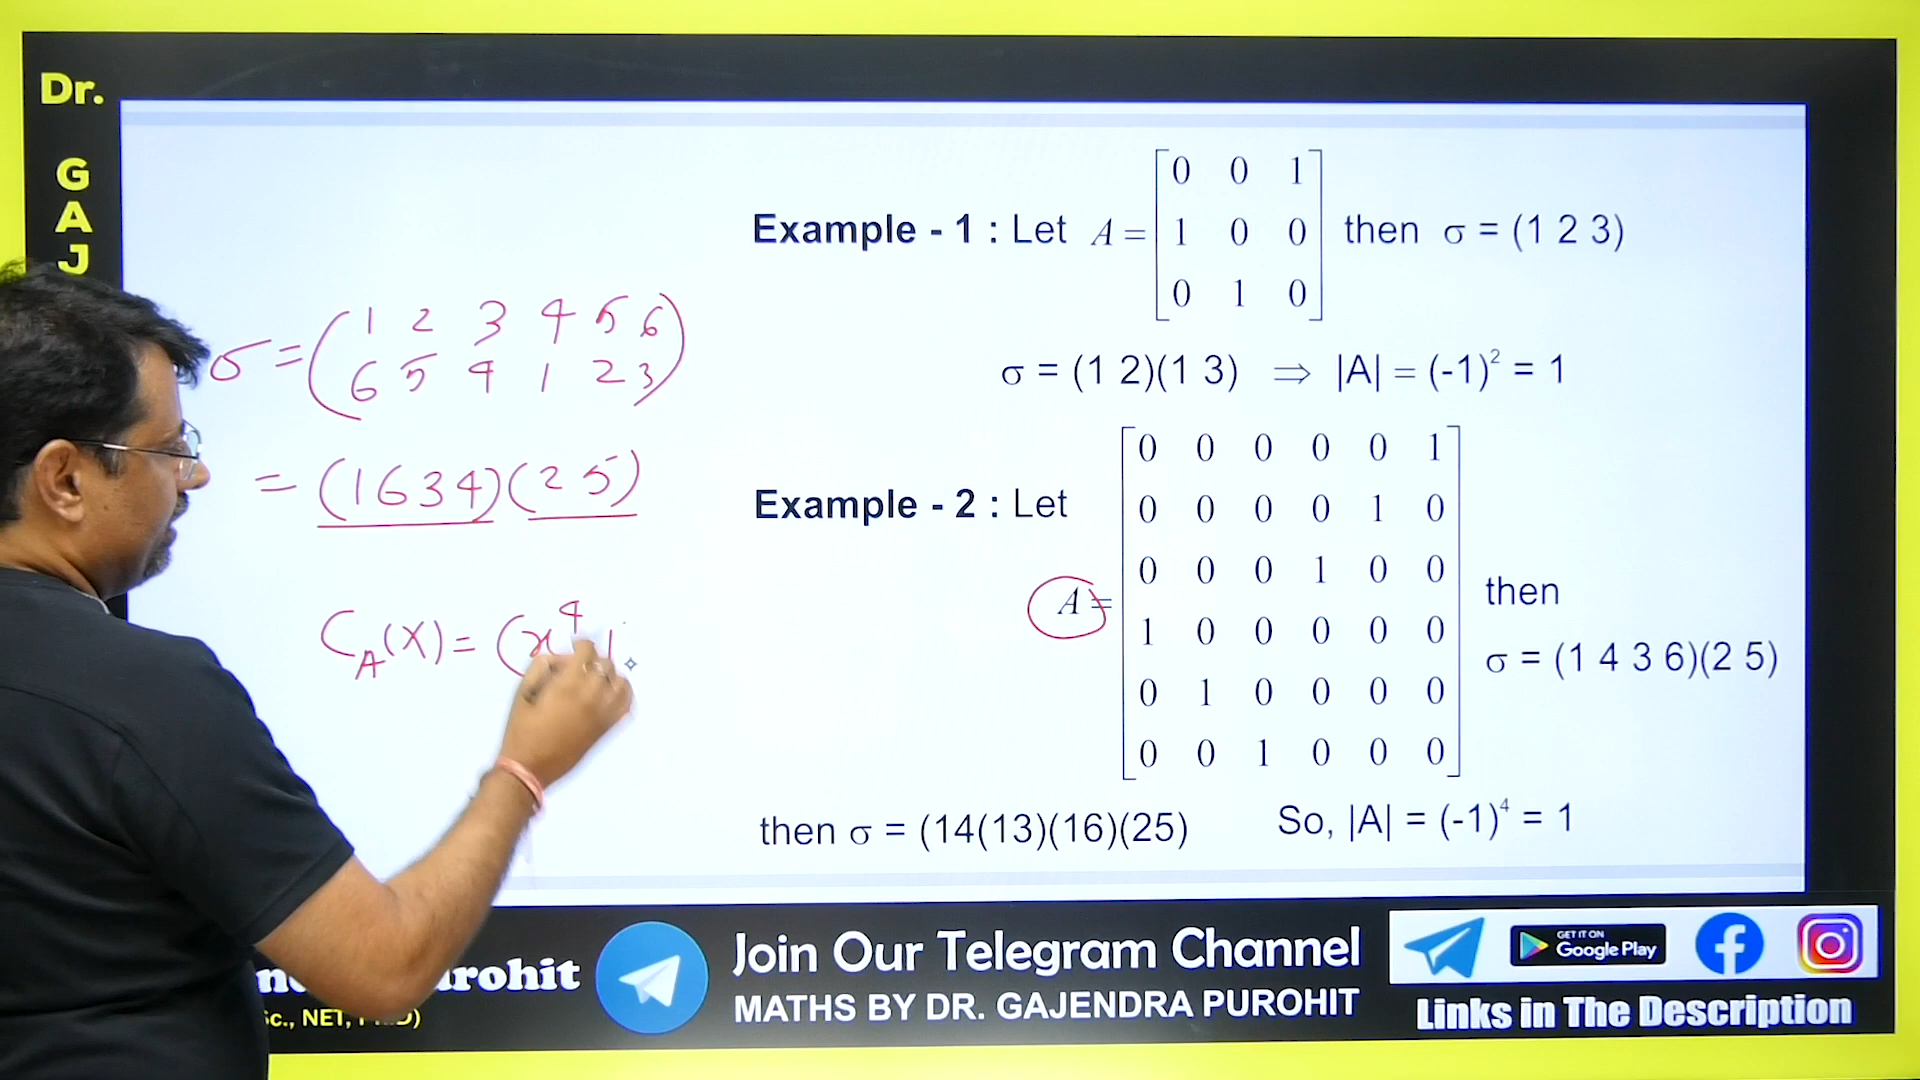 Dr.
G
A
J
Example - 1 : Let A = [0 0 1
1 0 0
0 1 0] then σ = (1 2 3)
σ = (1 2)(1 3) ⇒ |A| = (-1)² = 1
Example - 2 : Let
A = [0 0 0 0 0 1
0 0 0 0 1 0
0 0 0 1 0 0
1 0 0 0 0 0
0 1 0 0 0 0
0 0 1 0 0 0]
then
σ = (1 4 3 6)(2 5)
then σ = (14(13)(16)(25)
So, |A| = (-1)⁴ = 1
σ = (1 2 3 4 5 6
6 5 4 1 2 3)
= (1634)(25)
C_A(X) = (x⁴
urohit
NET,
Join Our Telegram Channel
MATHS BY DR. GAJENDRA PUROHIT
GET IT ON
Google Play
Links in The Description